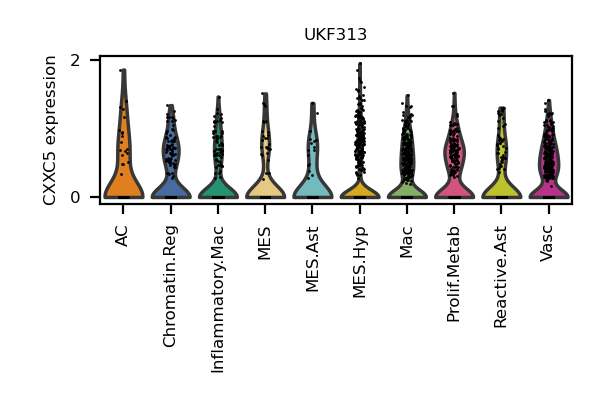 UKF313
CXXC5 expression
2
0
AC
Chromatin.Reg
Inflammatory.Mac
MES
MES.Ast
MES.Hyp
Mac
Prolif.Metab
Reactive.Ast
Vasc